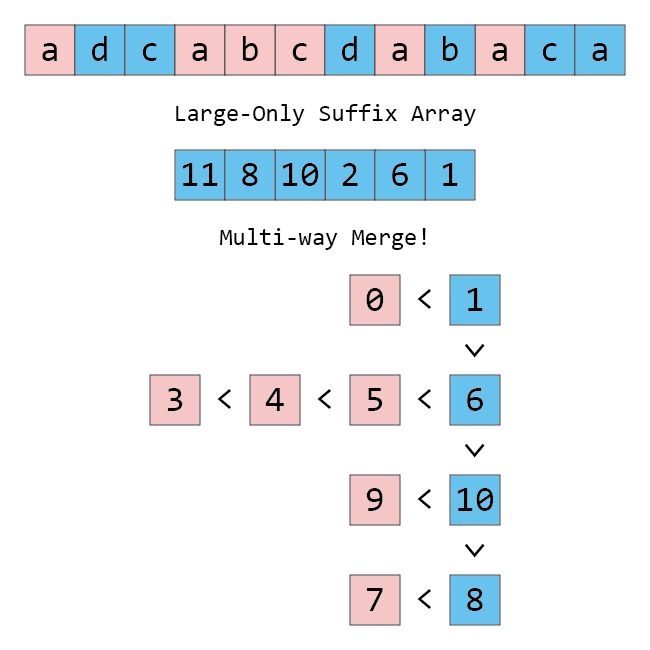 a d c a b c d a b a c a
Large-Only Suffix Array
11 8 10 2 6 1
Multi-way Merge!
0 < 1
∨
3 < 4 < 5 < 6
∨
9 < 10
∨
7 < 8